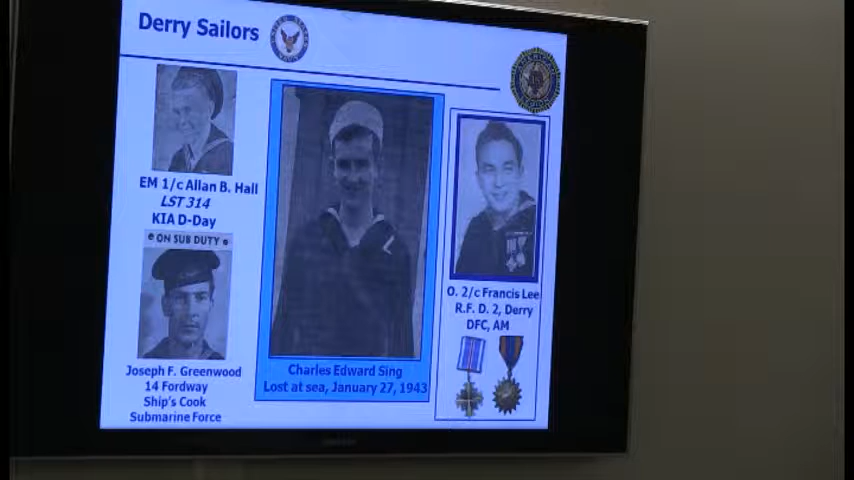 Derry Sailors
EM 1/c Allan B. Hall
LST 314
KIA D-Day
ON SUB DUTY
Joseph F. Greenwood
14 Fordway
Ship's Cook
Submarine Force
Charles Edward Sing
Lost at sea, January 27, 1943
O. 2/c Francis Lee
R.F. D. 2, Derry
DFC, AM